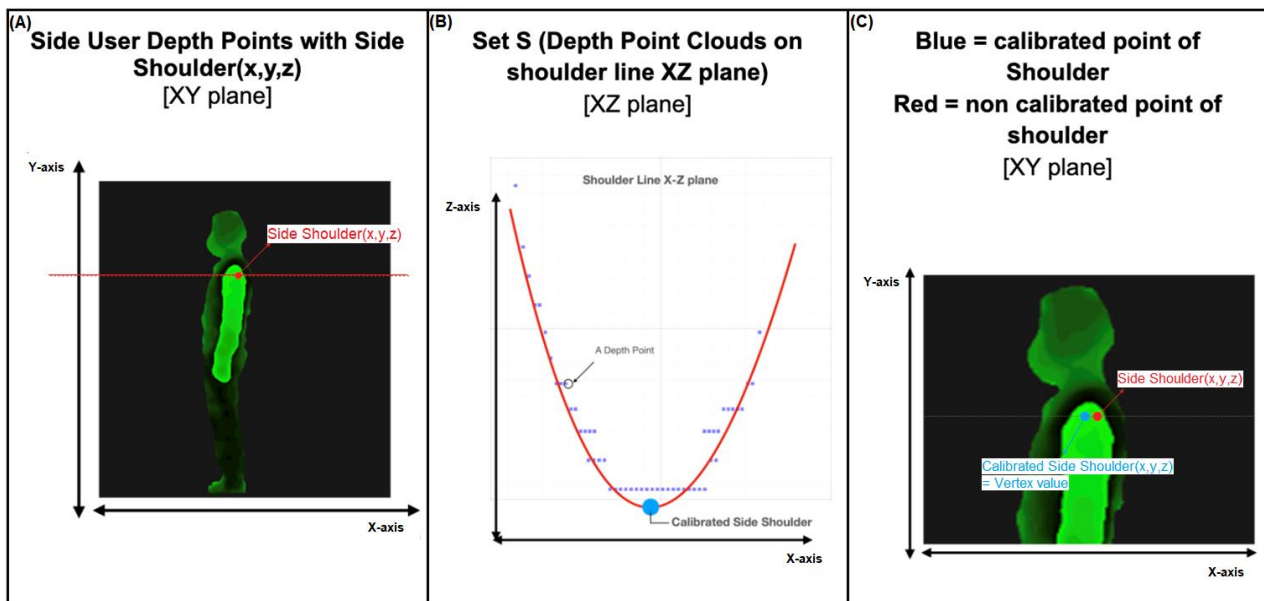 (A)
Side User Depth Points with Side
Shoulder(x,y,z)
[XY plane]
Y-axis
Side Shoulder(x,y,z)
X-axis
(B)
Set S (Depth Point Clouds on
shoulder line XZ plane)
[XZ plane]
Shoulder Line X-Z plane
Z-axis
A Depth Point
Calibrated Side Shoulder
X-axis
(C)
Blue = calibrated point of
Shoulder
Red = non calibrated point of
shoulder
[XY plane]
Y-axis
Side Shoulder(x,y,z)
Calibrated Side Shoulder(x,y,z)
= Vertex value
X-axis